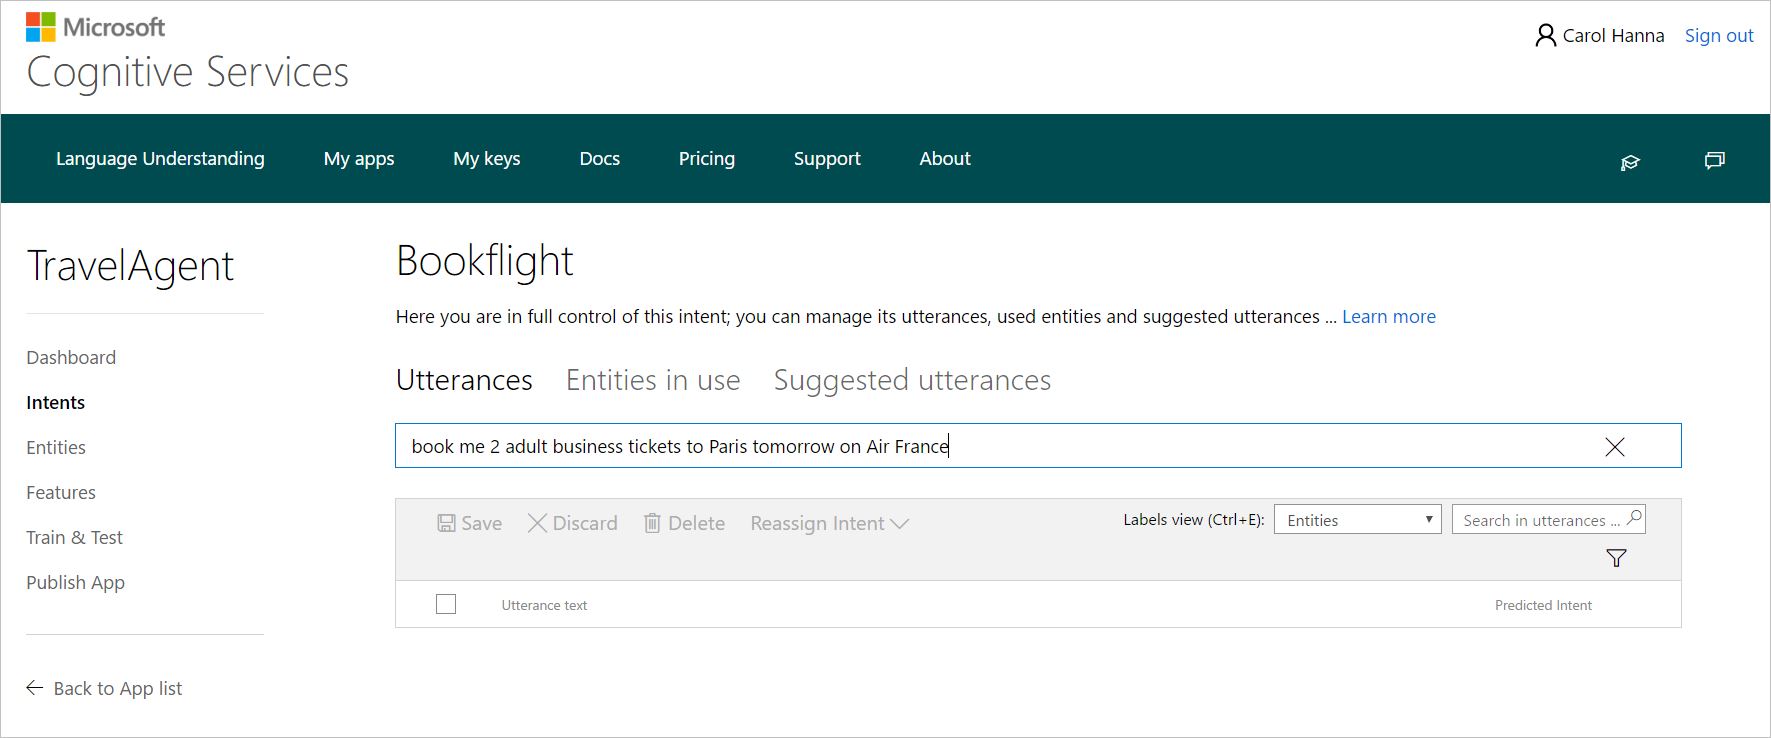 Microsoft
Cognitive Services
Carol Hanna Sign out
Language Understanding My apps My keys Docs Pricing Support About
TravelAgent
Dashboard
Intents
Entities
Features
Train & Test
Publish App
Back to App list
Bookflight
Here you are in full control of this intent; you can manage its utterances, used entities and suggested utterances ... Learn more
Utterances Entities in use Suggested utterances
book me 2 adult business tickets to Paris tomorrow on Air France
Save Discard Delete Reassign Intent Labels view (Ctrl+E): Entities Search in utterances ...
Utterance text Predicted Intent